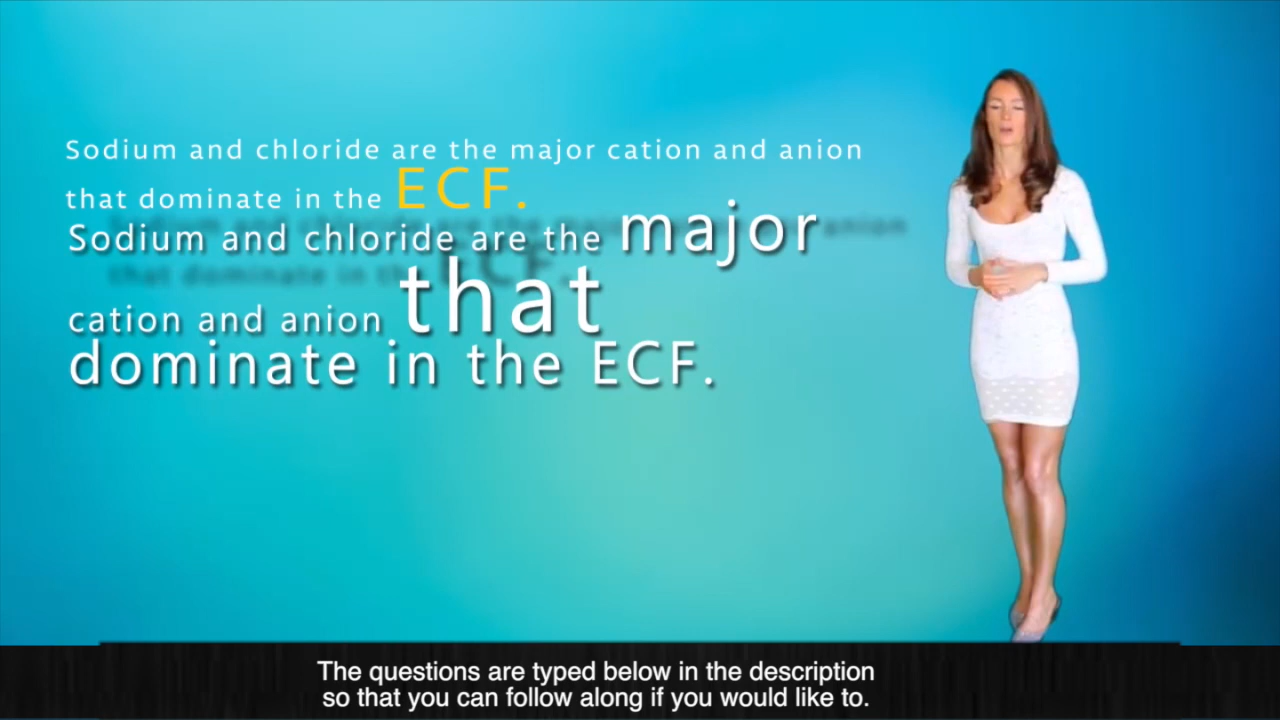 Sodium and chloride are the major cation and anion
that dominate in the ECF.
Sodium and chloride are the major
cation and anion that
dominate in the ECF.
The questions are typed below in the description
so that you can follow along if you would like to.